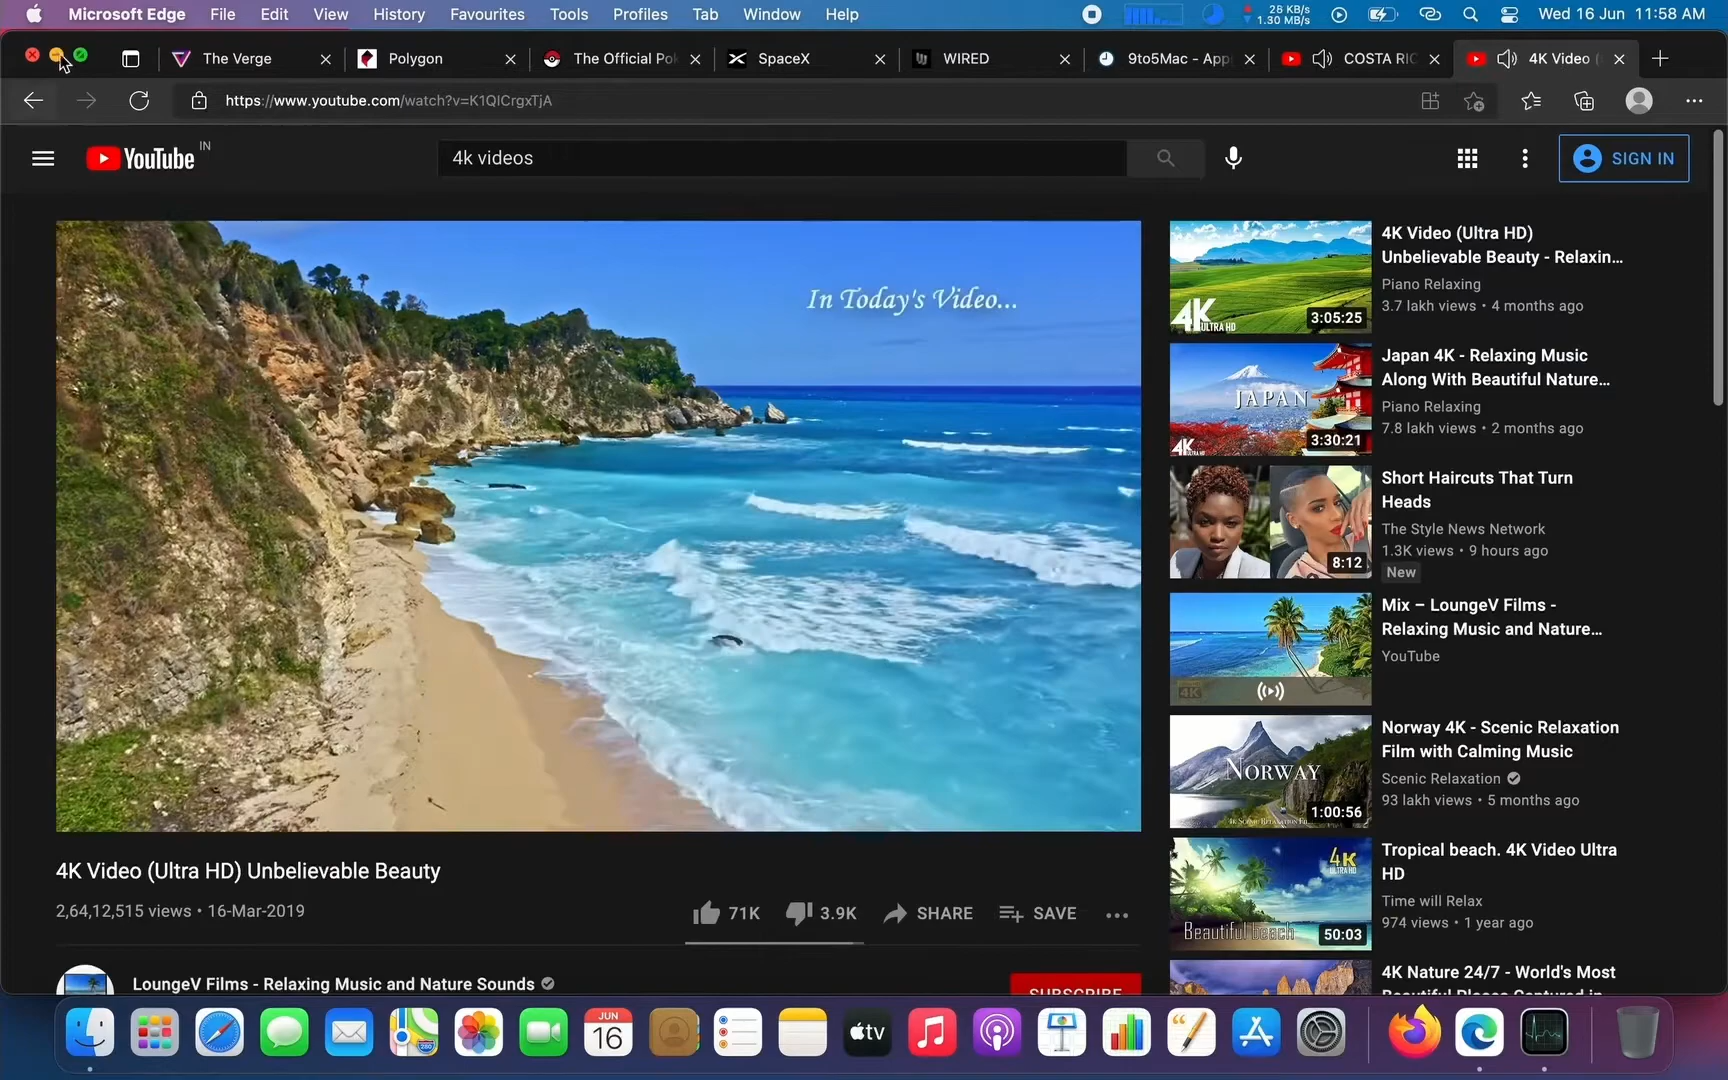 Microsoft Edge File Edit View History Favourites Tools Profiles Tab Window Help
26 KB/s
1.30 MB/s
Wed 16 Jun 11:58 AM
The Verge
Polygon
The Official Pok
SpaceX
WIRED
9to5Mac - App
COSTA RIC
4K Video (
https://www.youtube.com/watch?v=K1QICrgxTjA
YouTube IN
4k videos
SIGN IN
In Today's Video...
4K Video (Ultra HD) Unbelievable Beauty
2,64,12,515 views • 16-Mar-2019
71K
3.9K
SHARE
SAVE
LoungeV Films - Relaxing Music and Nature Sounds
SUBSCRIBE
4K
ULTRA HD
3:05:25
4K Video (Ultra HD)
Unbelievable Beauty - Relaxin...
Piano Relaxing
3.7 lakh views • 4 months ago
JAPAN
4K
3:30:21
Japan 4K - Relaxing Music
Along With Beautiful Nature...
Piano Relaxing
7.8 lakh views • 2 months ago
8:12
Short Haircuts That Turn
Heads
The Style News Network
1.3K views • 9 hours ago
New
4K
Mix – LoungeV Films -
Relaxing Music and Nature...
YouTube
NORWAY
1:00:56
Norway 4K - Scenic Relaxation
Film with Calming Music
Scenic Relaxation
93 lakh views • 5 months ago
4K
ULTRA HD
Beautiful beach
50:03
Tropical beach. 4K Video Ultra
HD
Time will Relax
974 views • 1 year ago
4K Nature 24/7 - World's Most
Beautiful Places Captured in
JUN
16
tv
280